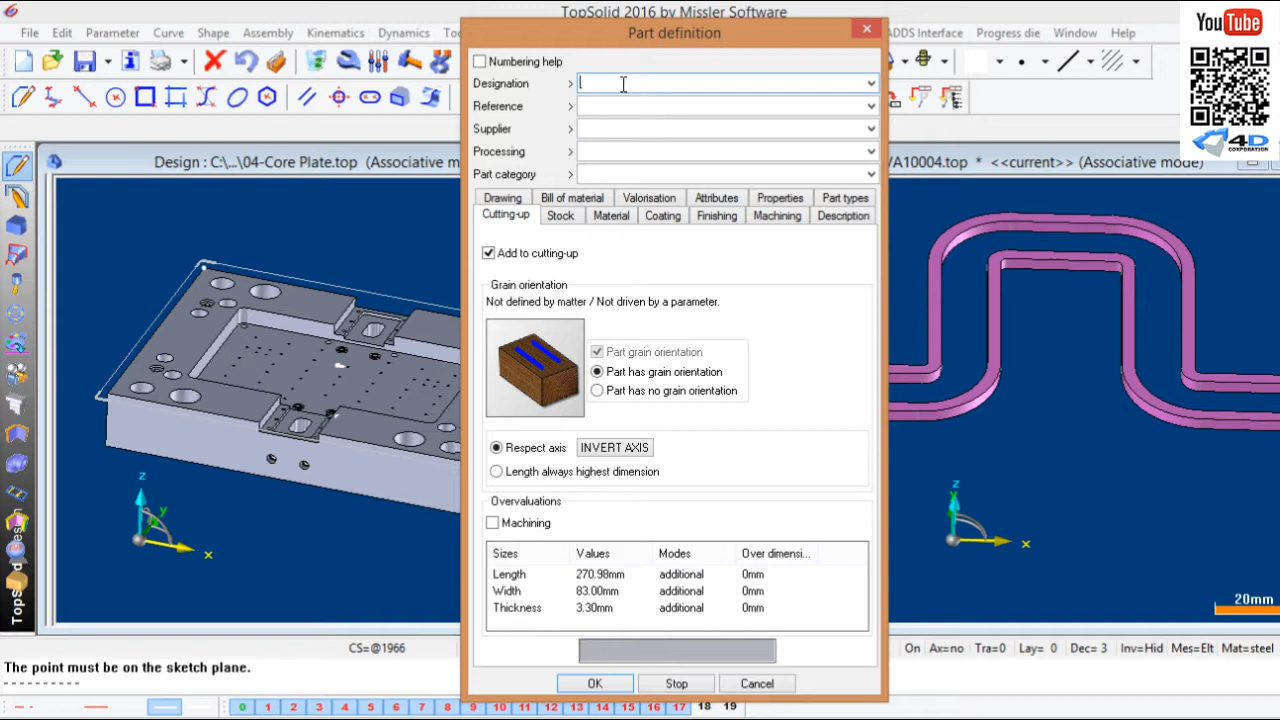 TopSolid 2016 by Missler Software
YouTube
4D
CORPORATION
File Edit Parameter Curve Shape Assembly Kinematics Dynamics
ADDS Interface Progress die Window Help
Design : C:\...\04-Core Plate.top (Associative
VA10004.top * <<current>> (Associative mode)
Part definition
Numbering help
Designation >
Reference >
Supplier >
Processing >
Part category >
Drawing Bill of material Valorisation Attributes Properties Part types
Cutting-up Stock Material Coating Finishing Machining Description
Add to cutting-up
Grain orientation
Not defined by matter / Not driven by a parameter.
Part grain orientation
Part has grain orientation
Part has no grain orientation
Respect axis INVERT AXIS
Length always highest dimension
Overvaluations
Machining
Sizes Values Modes Over dimensi...
Length 270.98mm additional 0mm
Width 83.00mm additional 0mm
Thickness 3.30mm additional 0mm
OK Stop Cancel
z
y
x
z
y
x
20mm
TopSolid
CS=@1966
On Ax=no Tra=0 Lay= 0 Dec= 3 Inv=Hid Mes=Elt Mat=steel
The point must be on the sketch plane.
0 1 2 3 4 5 6 7 8 9 10 11 12 13 14 15 16 17 18 19